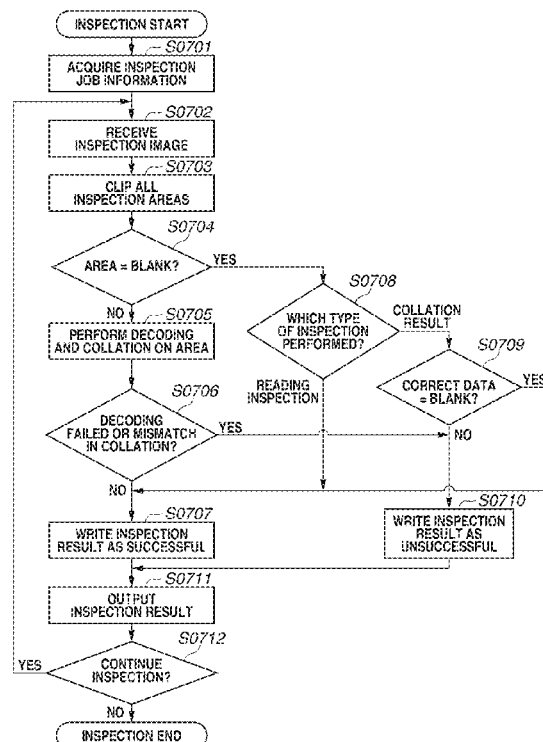 INSPECTION START
S0701
ACQUIRE INSPECTION
JOB INFORMATION
S0702
RECEIVE
INSPECTION IMAGE
S0703
CLIP ALL
INSPECTION AREAS
S0704
AREA = BLANK?
YES
NO
S0705
PERFORM DECODING
AND COLLATION ON AREA
S0708
WHICH TYPE
OF INSPECTION
PERFORMED?
COLLATION
RESULT
READING
INSPECTION
S0709
CORRECT DATA
= BLANK?
YES
NO
S0706
DECODING
FAILED OR MISMATCH
IN COLLATION?
YES
NO
S0707
WRITE INSPECTION
RESULT AS SUCCESSFUL
S0710
WRITE INSPECTION
RESULT AS
UNSUCCESSFUL
S0711
OUTPUT
INSPECTION RESULT
S0712
CONTINUE
INSPECTION?
YES
NO
INSPECTION END